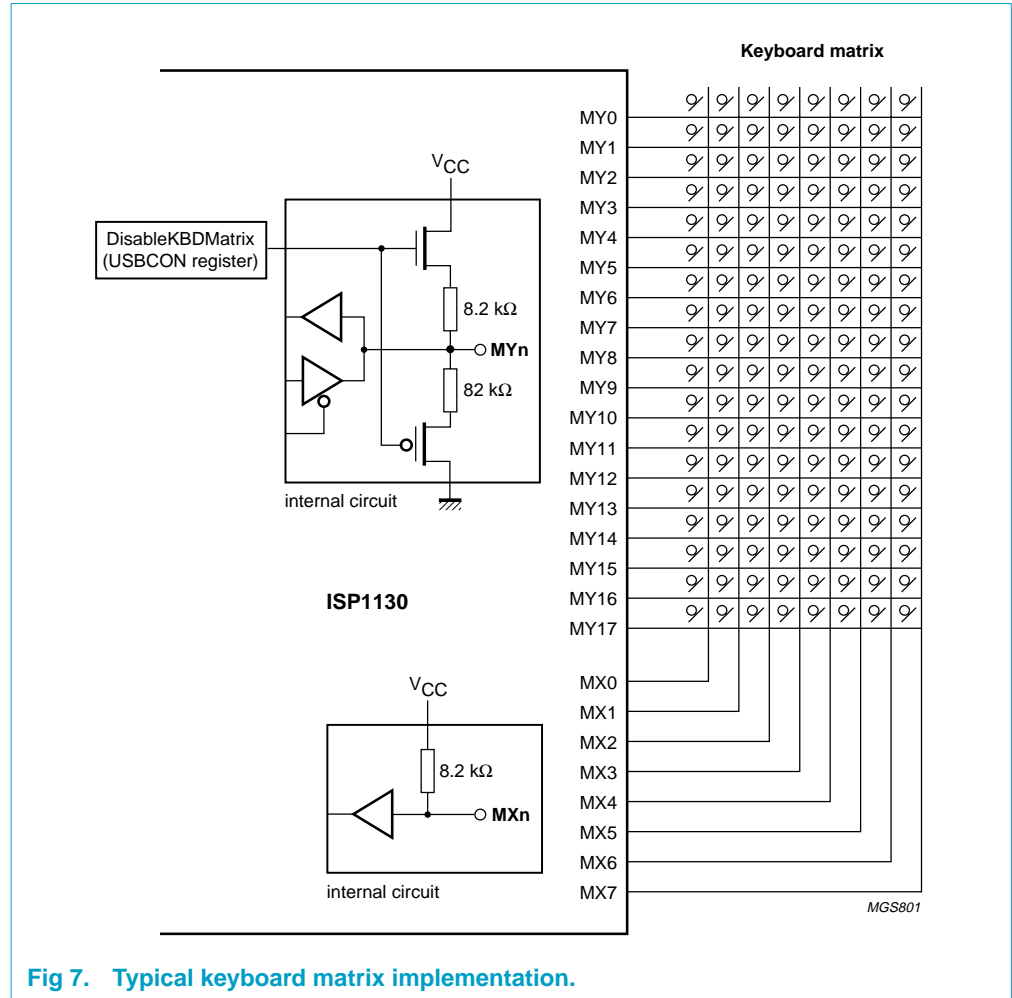 Keyboard matrix
MY0
MY1
MY2
MY3
MY4
MY5
MY6
MY7
MY8
MY9
MY10
MY11
MY12
MY13
MY14
MY15
MY16
MY17
VCC
DisableKBDMatrix
(USBCON register)
8.2 kΩ
MYn
82 kΩ
internal circuit
ISP1130
MX0
MX1
MX2
MX3
MX4
MX5
MX6
MX7
VCC
8.2 kΩ
MXn
internal circuit
MGS801
Fig 7. Typical keyboard matrix implementation.